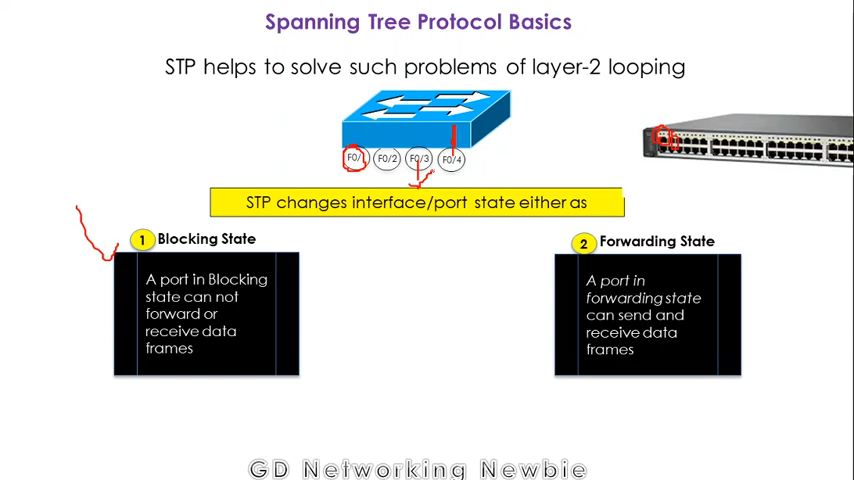 Spanning Tree Protocol Basics
STP helps to solve such problems of layer-2 looping
F0/1 F0/2 F0/3 F0/4
STP changes interface/port state either as
1 Blocking State
A port in Blocking
state can not
forward or
receive data
frames
2 Forwarding State
A port in
forwarding state
can send and
receive data
frames
GD Networking Newbie